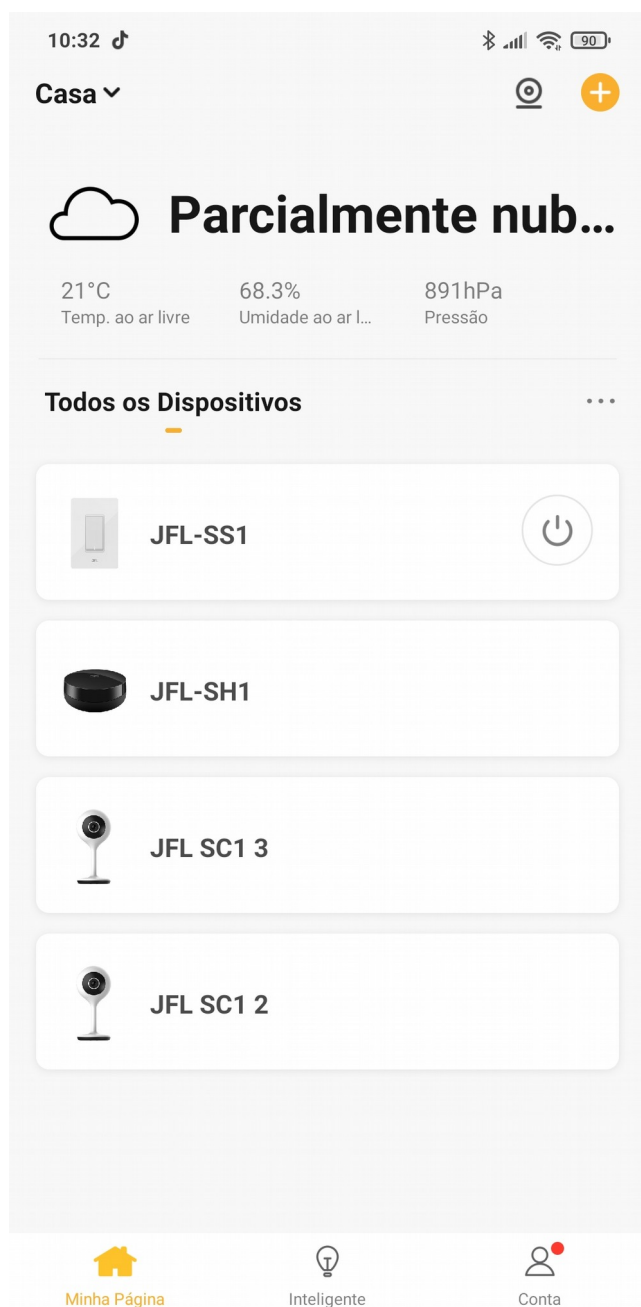 10:32
90
Casa
Parcialmente nub...
21°C 68.3% 891hPa
Temp. ao ar livre Umidade ao ar l... Pressão
Todos os Dispositivos
JFL-SS1
JFL-SH1
JFL SC1 3
JFL SC1 2
Minha Página Inteligente Conta